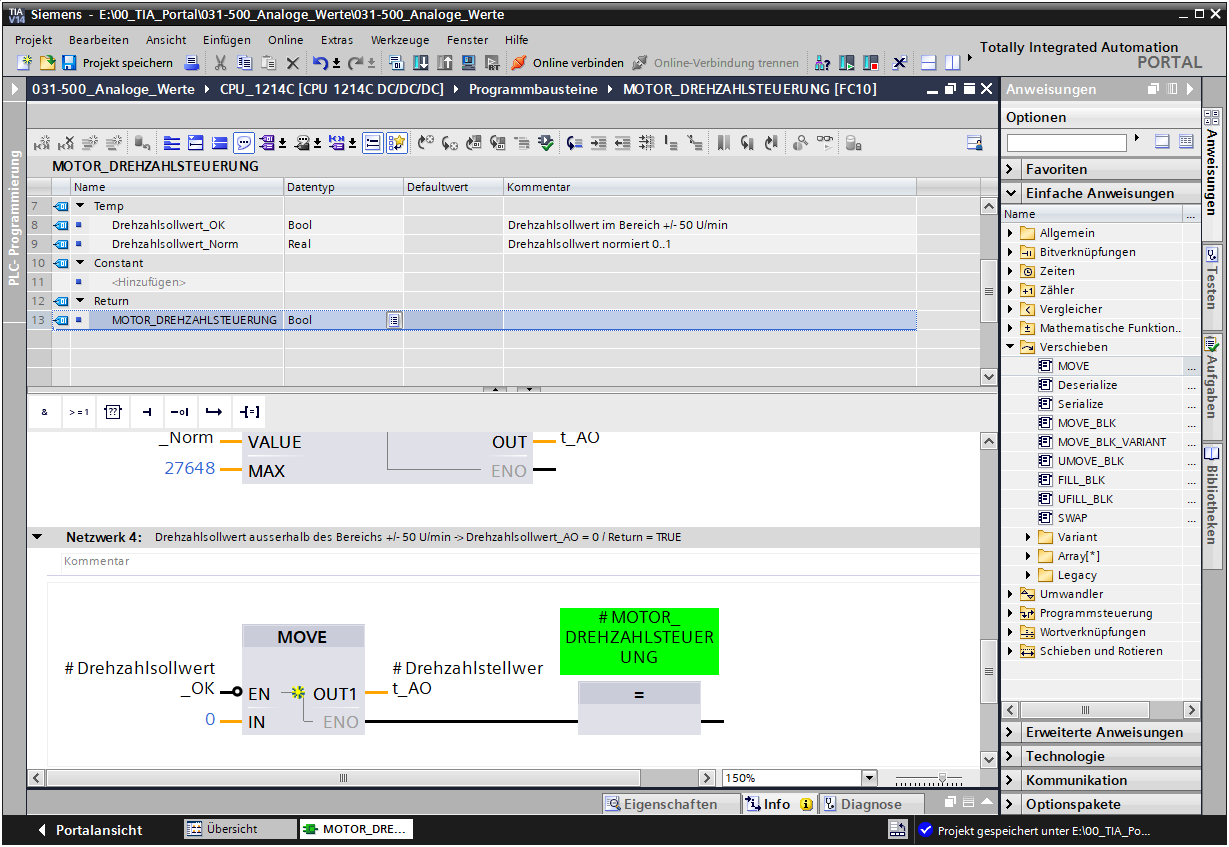 TIA
V14
Siemens - E:\00_TIA_Portal\031-500_Analoge_Werte\031-500_Analoge_Werte
Projekt Bearbeiten Ansicht Einfügen Online Extras Werkzeuge Fenster Hilfe
Projekt speichern Online verbinden Online-Verbindung trennen
Totally Integrated Automation
PORTAL
031-500_Analoge_Werte CPU_1214C [CPU 1214C DC/DC/DC] Programmbausteine MOTOR_DREHZAHLSTEUERUNG [FC10]
PLC- Programmierung
MOTOR_DREHZAHLSTEUERUNG
Name Datentyp Defaultwert Kommentar
7 Temp
8 Drehzahlsollwert_OK Bool Drehzahlsollwert im Bereich +/- 50 U/min
9 Drehzahlsollwert_Norm Real Drehzahlsollwert normiert 0..1
10 Constant
11 <Hinzufügen>
12 Return
13 MOTOR_DREHZAHLSTEUERUNG Bool
& >=1 ?? -| -o| [=]
_Norm VALUE OUT t_AO
27648 MAX ENO
Netzwerk 4: Drehzahlsollwert ausserhalb des Bereichs +/- 50 U/min -> Drehzahlsollwert_AO = 0 / Return = TRUE
Kommentar
#MOTOR_
DREHZAHLSTEUER
UNG
MOVE
=
#Drehzahlsollwert
_OK EN OUT1
#Drehzahlstellwer
t_AO
0 IN ENO
150%
Eigenschaften Info Diagnose
Anweisungen
Optionen
Favoriten
Einfache Anweisungen
Name ...
Allgemein
Bitverknüpfungen
Zeiten
Zähler
Vergleicher
Mathematische Funktion..
Verschieben
MOVE ...
Deserialize ...
Serialize ...
MOVE_BLK ...
MOVE_BLK_VARIANT ...
UMOVE_BLK ...
FILL_BLK ...
UFILL_BLK ...
SWAP ...
Variant
Array[*]
Legacy
Umwandler
Programmsteuerung
Wortverknüpfungen
Schieben und Rotieren
Erweiterte Anweisungen
Technologie
Kommunikation
Optionspakete
Anweisungen
Testen
Aufgaben
Bibliotheken
Portalansicht Übersicht MOTOR_DRE... Projekt gespeichert unter E:\00_TIA_Po...